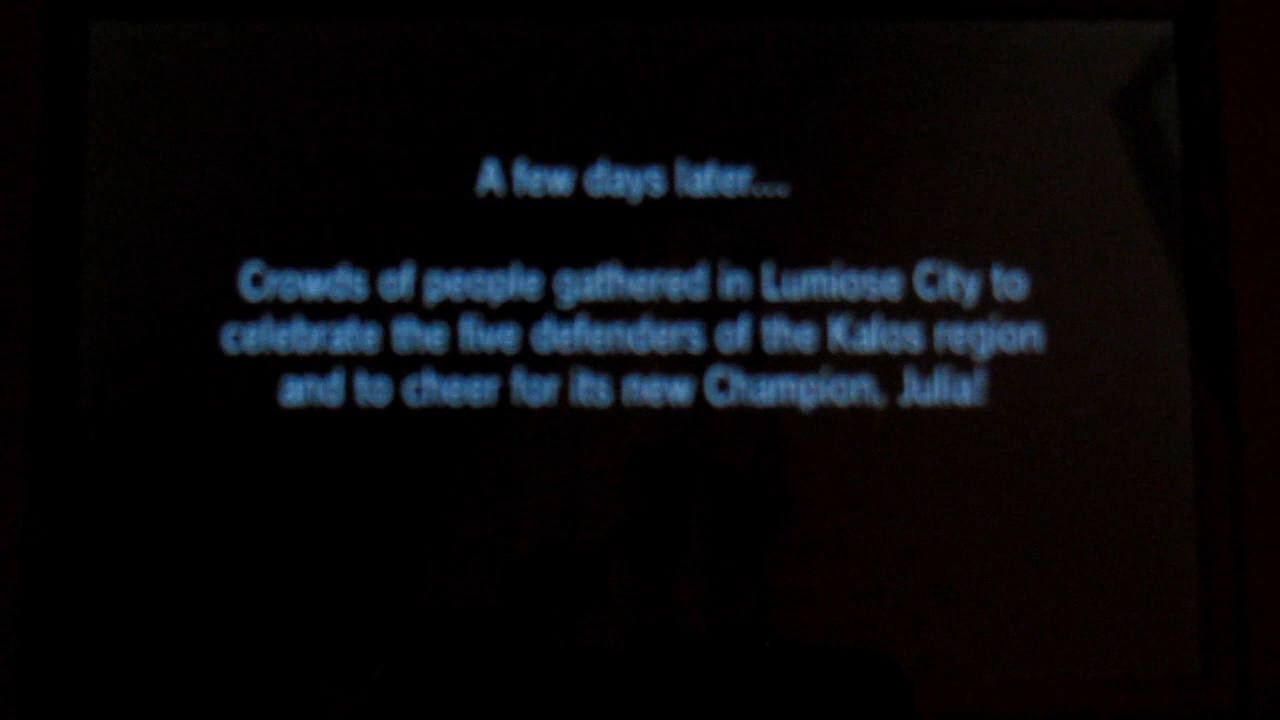 A few days later...
Crowds of people gathered in Lumiose City to
celebrate the five defenders of the Kalos region
and to cheer for its new Champion, Julia!